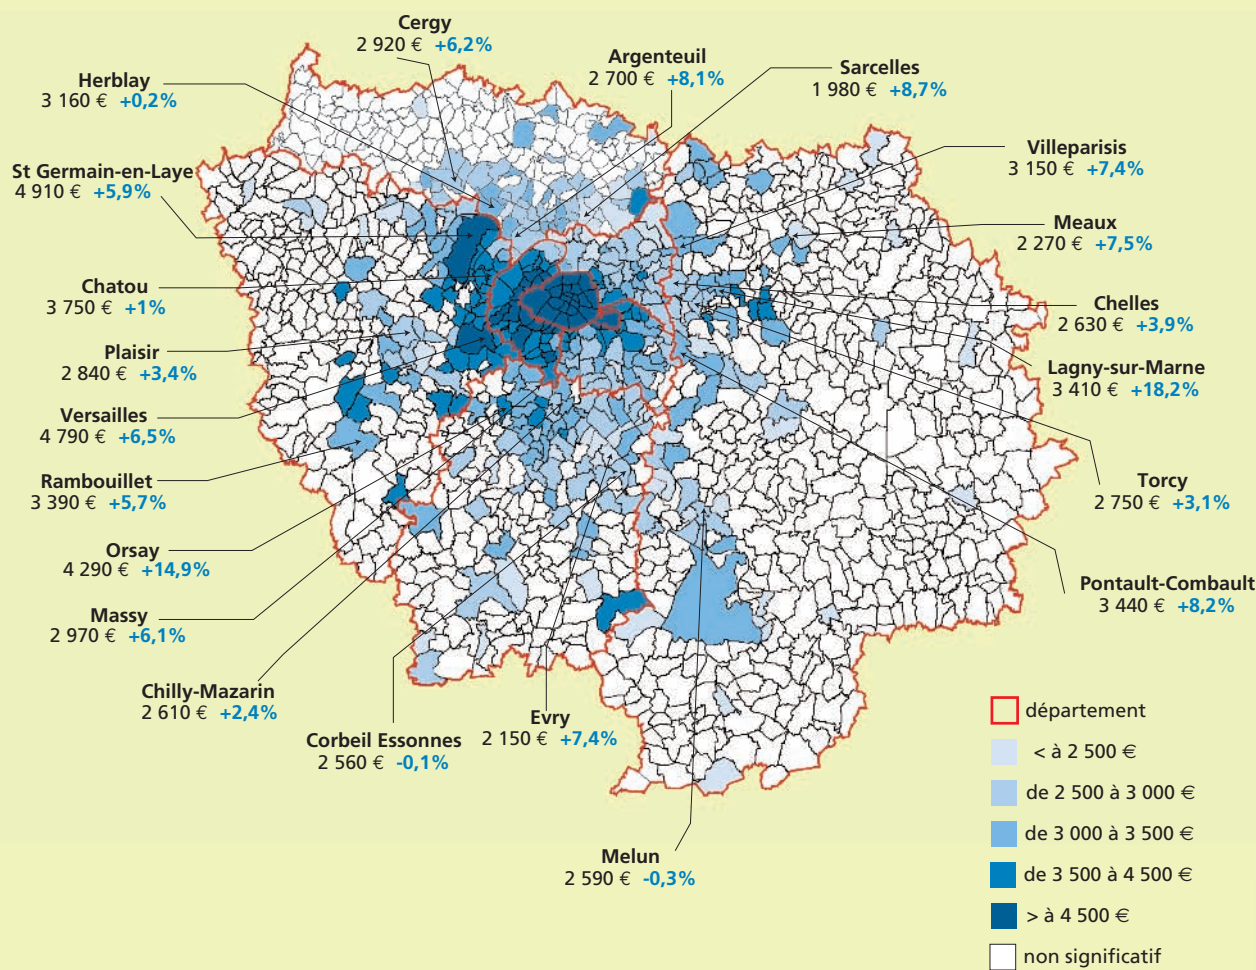 Cergy
2 920 € +6,2%
Argenteuil
2 700 € +8,1%
Sarcelles
1 980 € +8,7%
Herblay
3 160 € +0,2%
Villeparisis
3 150 € +7,4%
St Germain-en-Laye
4 910 € +5,9%
Meaux
2 270 € +7,5%
Chatou
3 750 € +1%
Chelles
2 630 € +3,9%
Plaisir
2 840 € +3,4%
Lagny-sur-Marne
3 410 € +18,2%
Versailles
4 790 € +6,5%
Rambouillet
3 390 € +5,7%
Torcy
2 750 € +3,1%
Orsay
4 290 € +14,9%
Pontault-Combault
3 440 € +8,2%
Massy
2 970 € +6,1%
Chilly-Mazarin
2 610 € +2,4%
Evry
2 150 € +7,4%
Corbeil Essonnes
2 560 € -0,1%
Melun
2 590 € -0,3%
département
< à 2 500 €
de 2 500 à 3 000 €
de 3 000 à 3 500 €
de 3 500 à 4 500 €
> à 4 500 €
non significatif